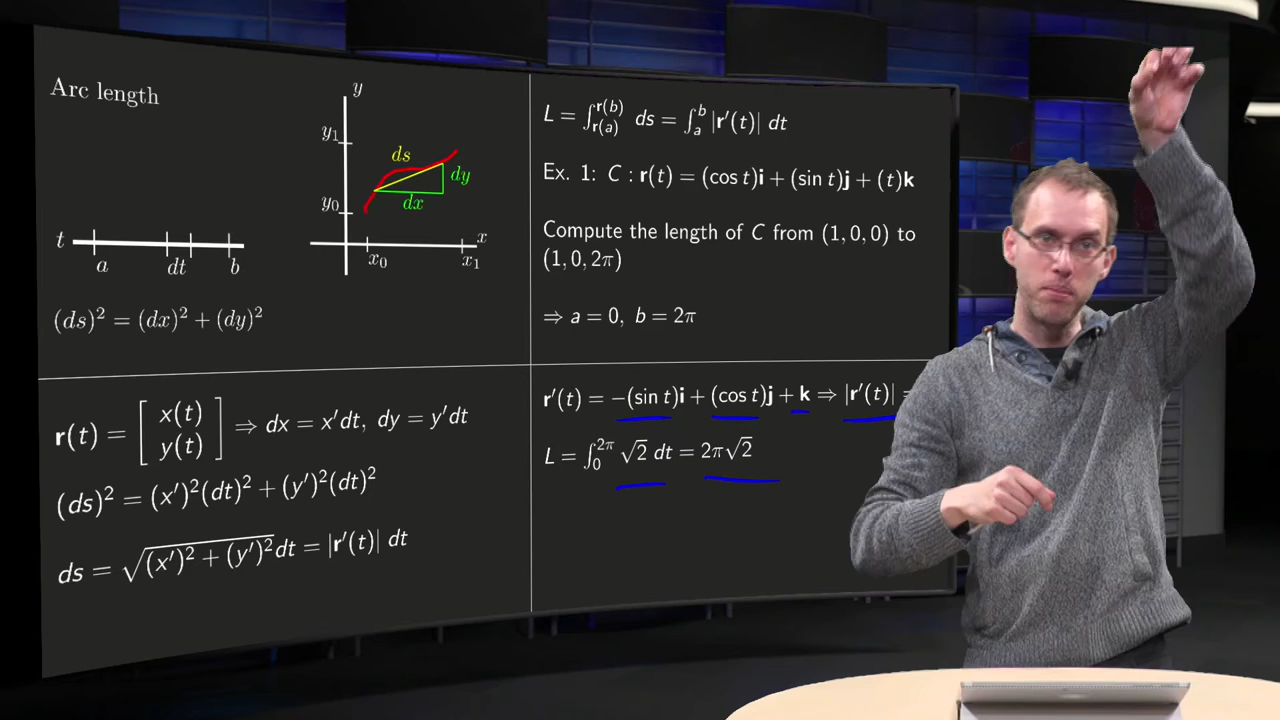 Arc length
y
y₁
ds
dy
y₀
dx
t
a
dt
b
x₀
x₁
x
(ds)² = (dx)² + (dy)²
L = ∫_{r(a)}^{r(b)} ds = ∫_a^b |r′(t)| dt
Ex. 1: C : r(t) = (cos t)i + (sin t)j + (t)k
Compute the length of C from (1, 0, 0) to
(1, 0, 2π)
⇒ a = 0, b = 2π
r(t) = [ x(t) y(t) ] ⇒ dx = x′dt, dy = y′dt
(ds)² = (x′)²(dt)² + (y′)²(dt)²
ds = √((x′)² + (y′)²)dt = |r′(t)| dt
r′(t) = −(sin t)i + (cos t)j + k ⇒ |r′(t)| =
L = ∫₀^{2π} √2 dt = 2π√2